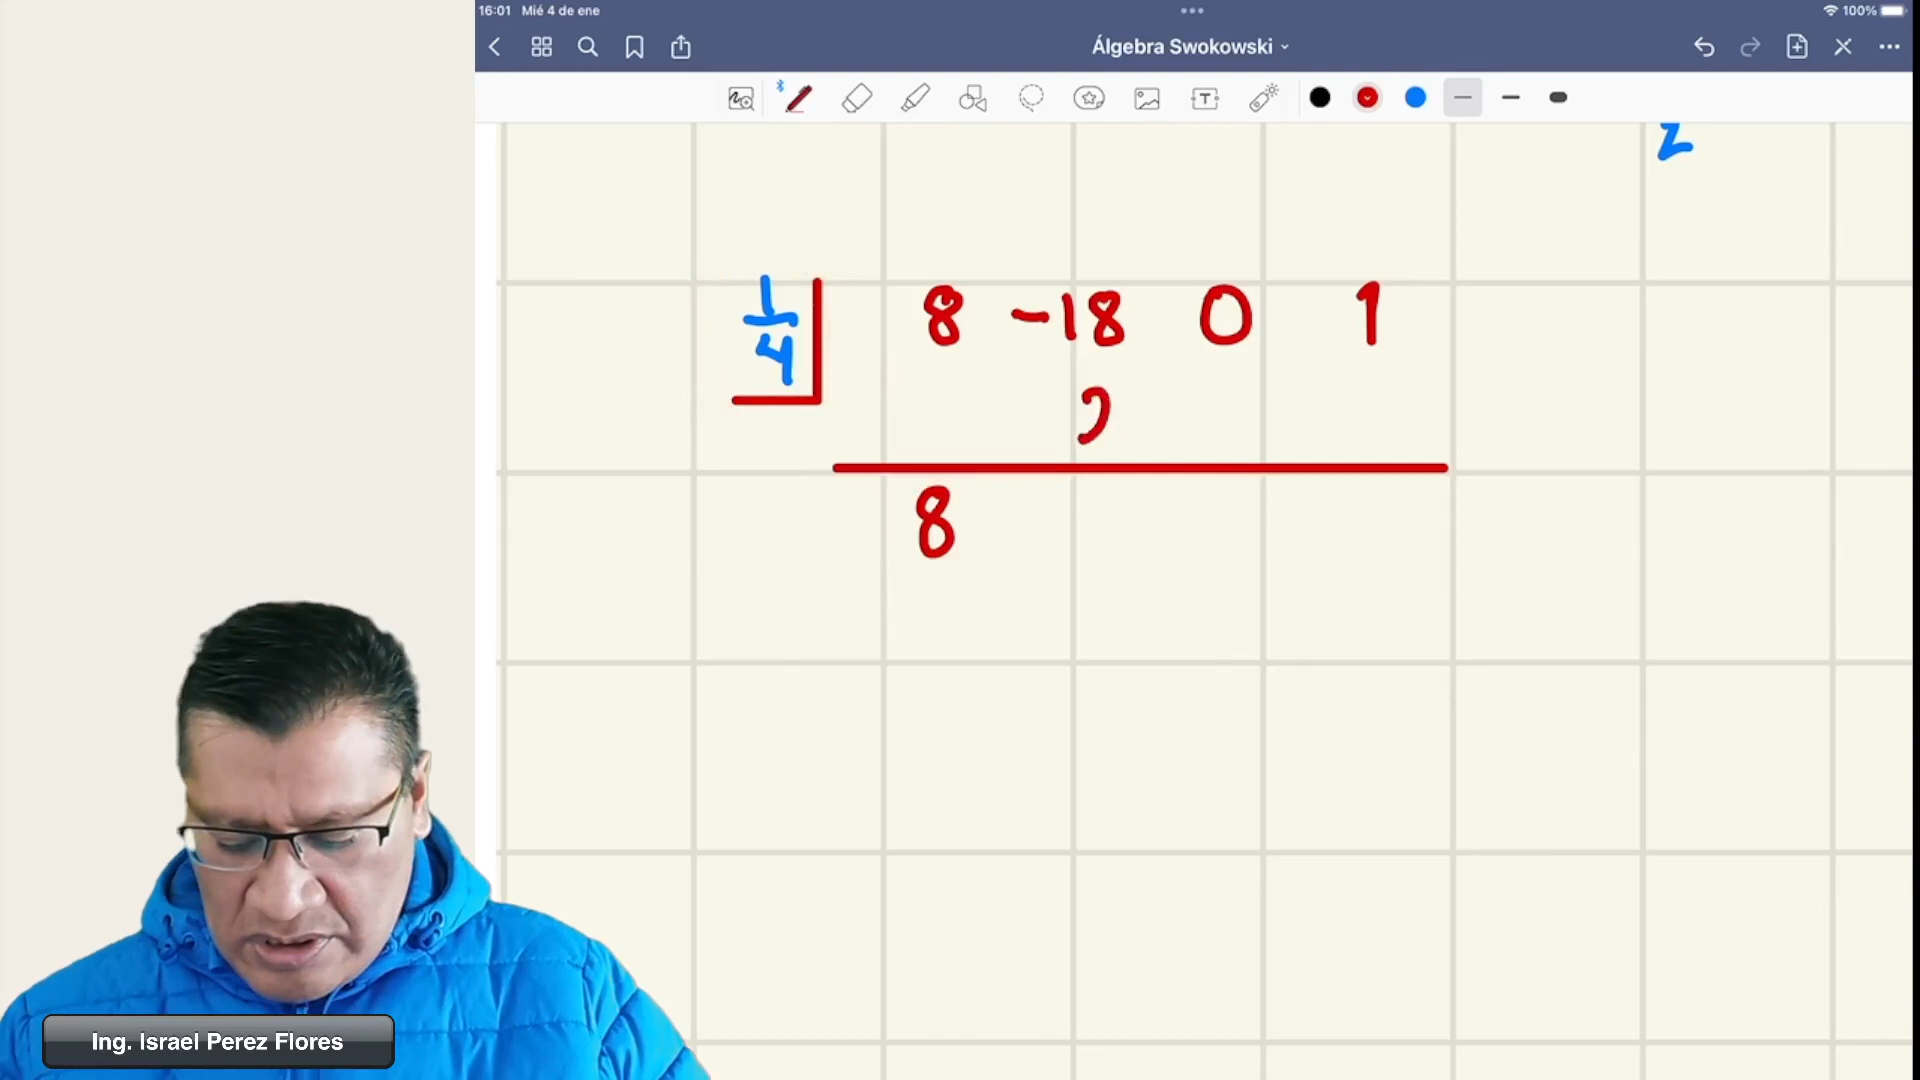 16:01 Mié 4 de ene
100%
Álgebra Swokowski
2
1
4
8 -18 0 1
8
Ing. Israel Perez Flores